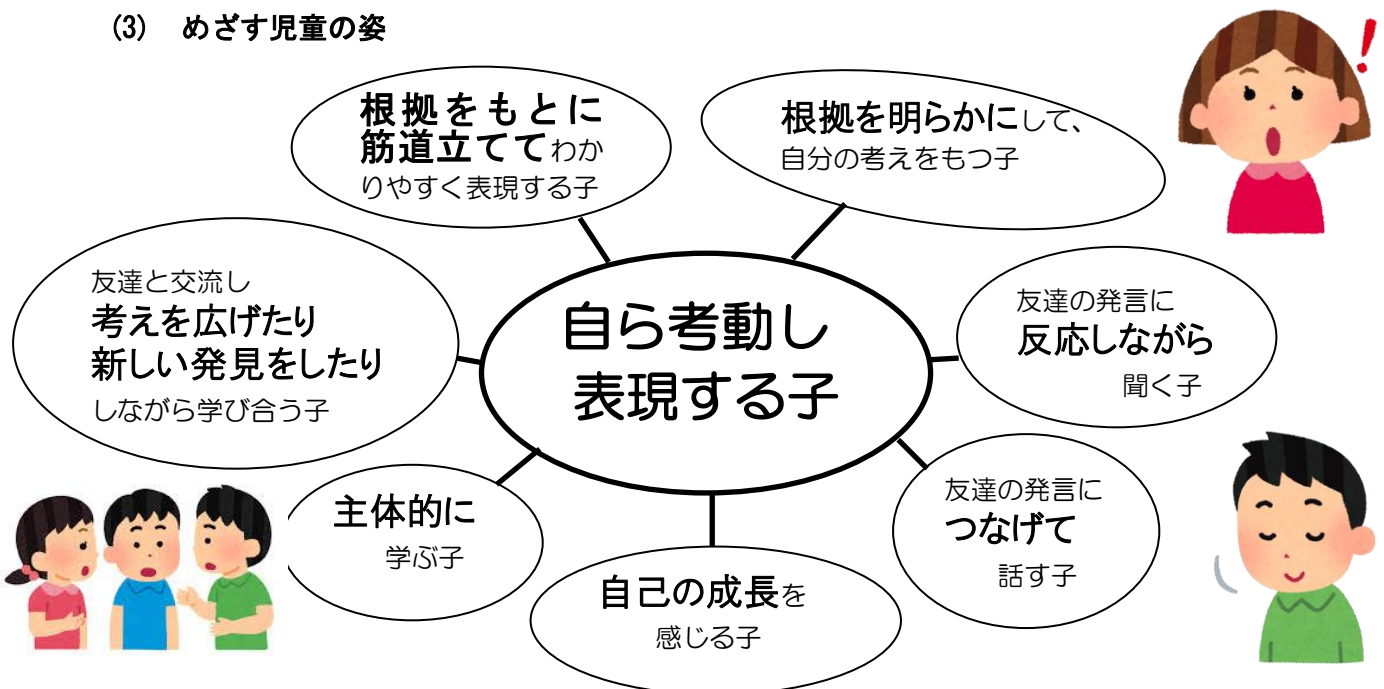 (3) めざす児童の姿
根拠をもとに
筋道立ててわか
りやすく表現する子
根拠を明らかにして、
自分の考えをもつ子
友達と交流し
考えを広げたり
新しい発見をしたり
しながら学び合う子
自ら考動し
表現する子
友達の発言に
反応しながら
聞く子
主体的に
学ぶ子
自己の成長を
感じる子
友達の発言に
つなげて
話す子